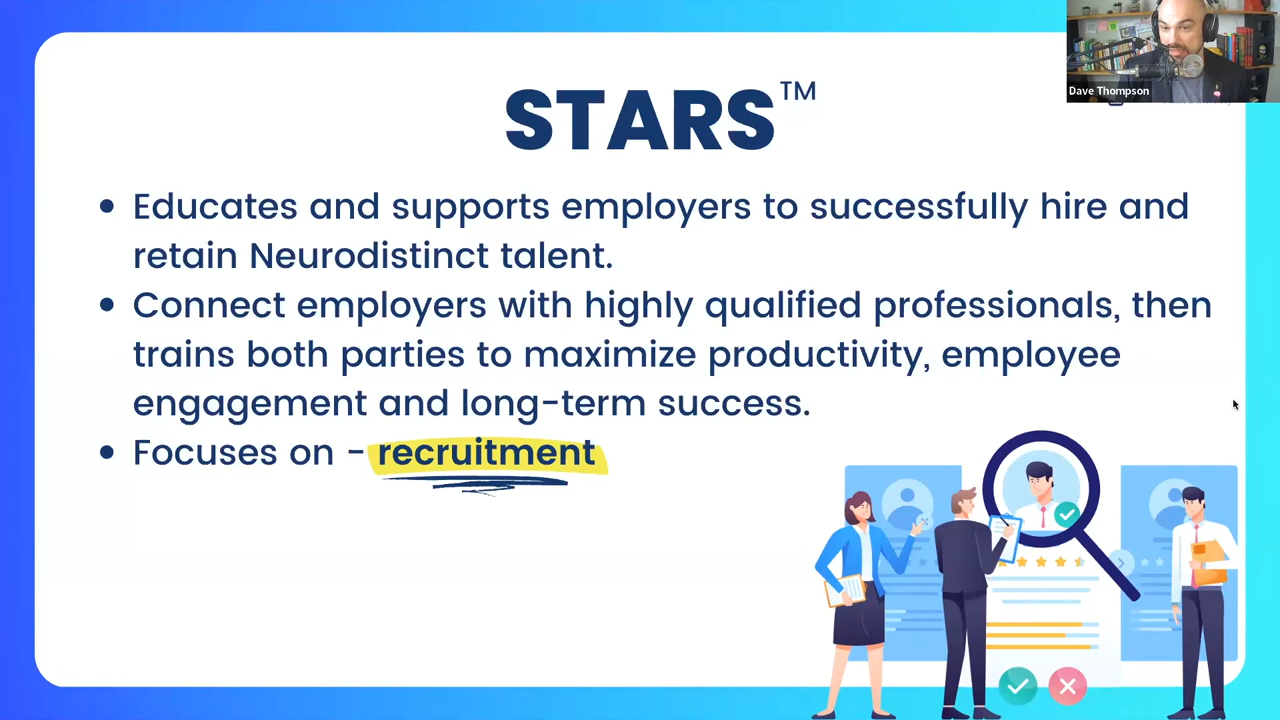 STARS™
• Educates and supports employers to successfully hire and
retain Neurodistinct talent.
• Connect employers with highly qualified professionals, then
trains both parties to maximize productivity, employee
engagement and long-term success.
• Focuses on - recruitment
Dave Thompson